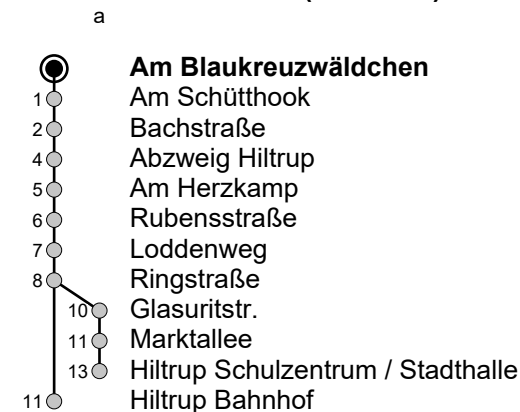 a
Am Blaukreuzwäldchen
1 Am Schütthook
2 Bachstraße
4 Abzweig Hiltrup
5 Am Herzkamp
6 Rubensstraße
7 Loddenweg
8 Ringstraße
10 Glasuritstr.
11 Marktallee
13 Hiltrup Schulzentrum / Stadthalle
11 Hiltrup Bahnhof